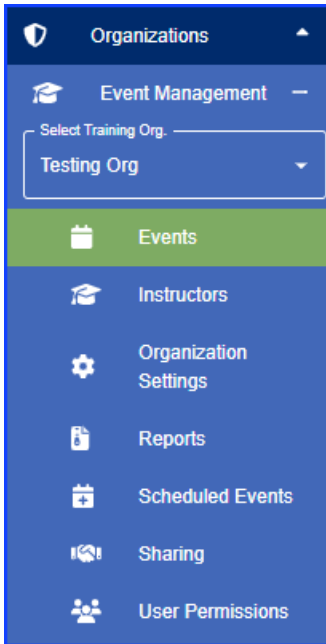 Organizations
Event Management
Select Training Org.
Testing Org
Events
Instructors
Organization
Settings
Reports
Scheduled Events
Sharing
User Permissions